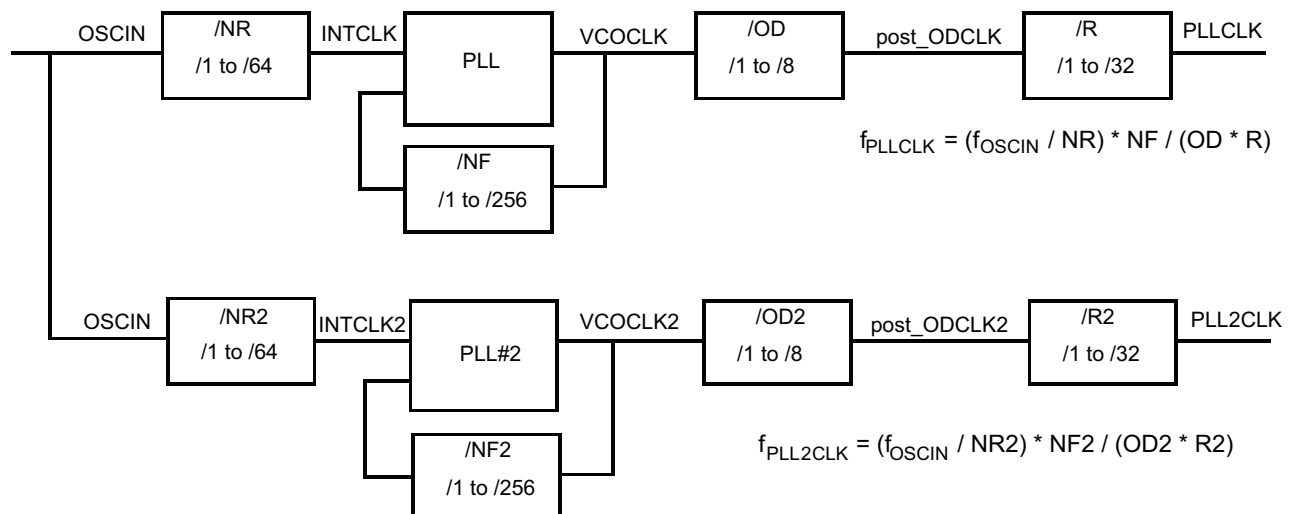 OSCIN
/NR
/1 to /64
INTCLK
PLL
VCOCLK
/OD
/1 to /8
post_ODCLK
/R
/1 to /32
PLLCLK
/NF
/1 to /256
fPLLCLK = (fOSCIN / NR) * NF / (OD * R)
OSCIN
/NR2
/1 to /64
INTCLK2
PLL#2
VCOCLK2
/OD2
/1 to /8
post_ODCLK2
/R2
/1 to /32
PLL2CLK
/NF2
/1 to /256
fPLL2CLK = (fOSCIN / NR2) * NF2 / (OD2 * R2)